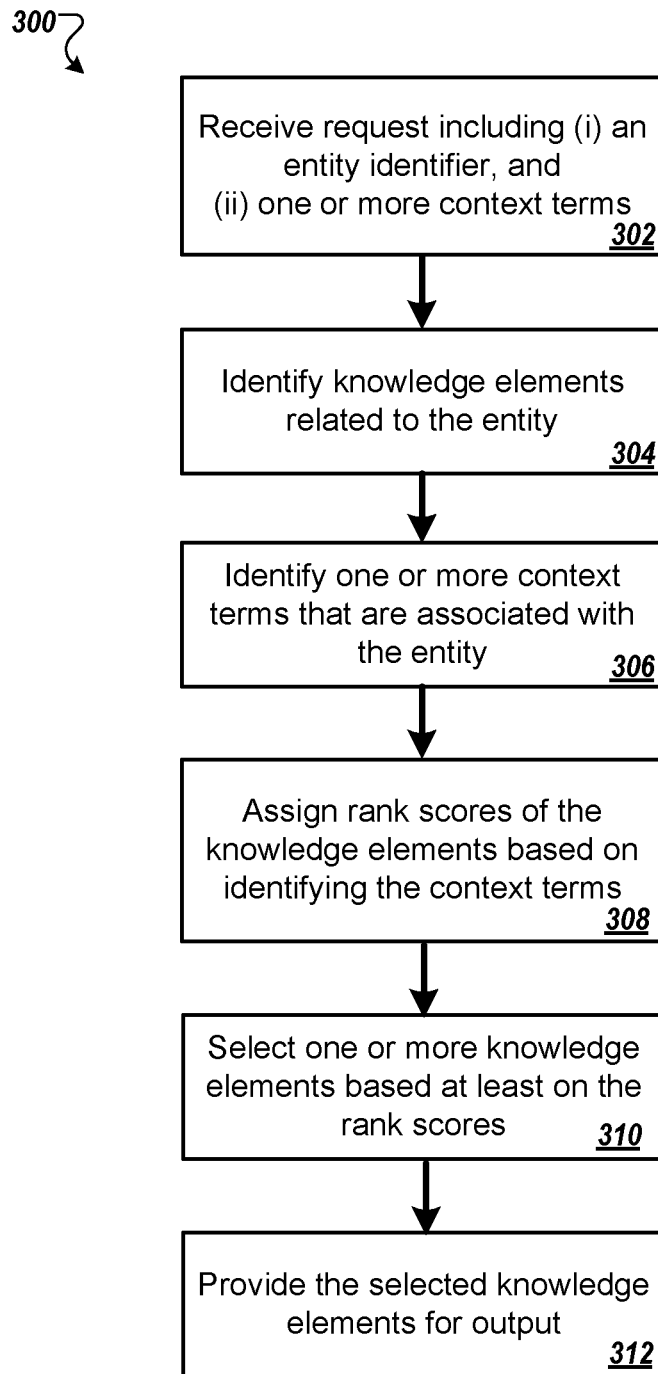 300
Receive request including (i) an
entity identifier, and
(ii) one or more context terms
302
Identify knowledge elements
related to the entity
304
Identify one or more context
terms that are associated with
the entity
306
Assign rank scores of the
knowledge elements based on
identifying the context terms
308
Select one or more knowledge
elements based at least on the
rank scores
310
Provide the selected knowledge
elements for output
312